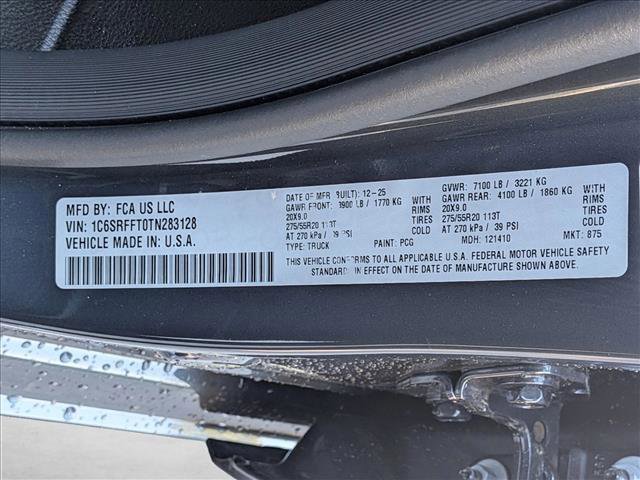 MFD BY: FCA US LLC
VIN: 1C6SRFFT0TN283128
VEHICLE MADE IN U.S.A.
DATE OF MFR (BUILT): 12-25
GAWR FRONT: 3900 LB / 1770 KG WITH
20X9.0 RIMS
275/55R20 113T TIRES
AT 270 kPa / 39 PSI COLD
TYPE: TRUCK PAINT: PCG
GVWR: 7100 LB / 3221 KG
GAWR REAR: 4100 LB / 1860 KG WITH
20X9.0 RIMS
275/55R20 113T TIRES
AT 270 kPa / 39 PSI COLD
MDH: 121410 MKT: 875
THIS VEHICLE CONFORMS TO ALL APPLICABLE U.S.A. FEDERAL MOTOR VEHICLE SAFETY
STANDARDS IN EFFECT ON THE DATE OF MANUFACTURE SHOWN ABOVE.